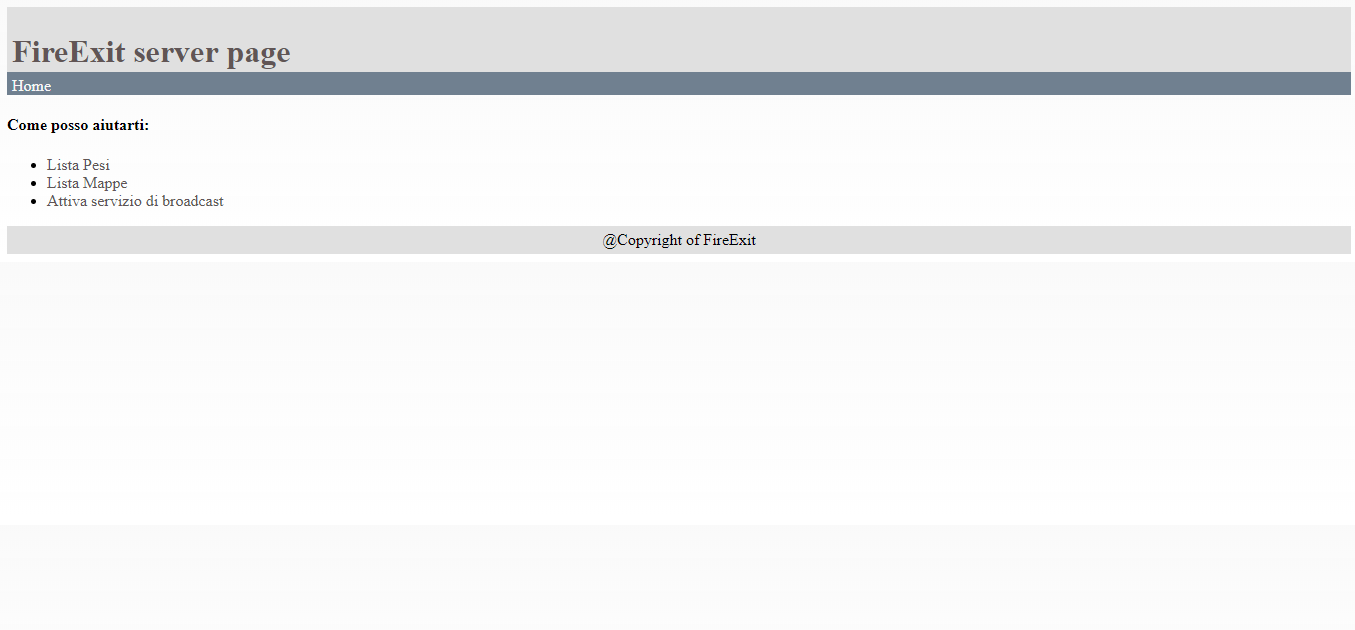 FireExit server page
Home
Come posso aiutarti:
Lista Pesi
Lista Mappe
Attiva servizio di broadcast
@Copyright of FireExit